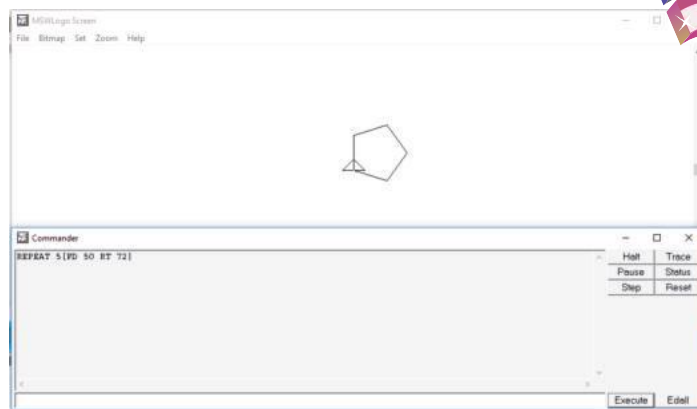 MSWLogo Screen
File Bitmap Set Zoom Help
Commander
REPEAT 5[FD 50 RT 72]
Halt Trace
Pause Status
Step Reset
Execute Edall